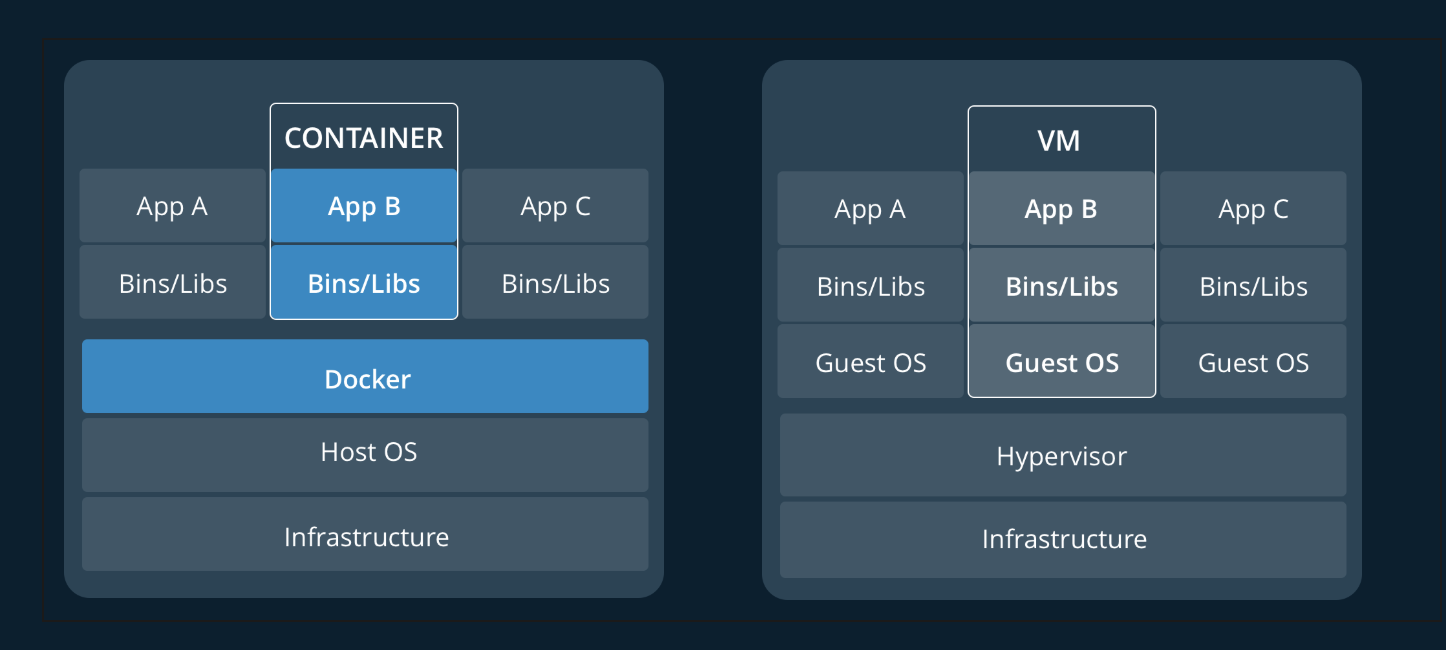 CONTAINER
App A
App B
App C
Bins/Libs
Bins/Libs
Bins/Libs
Docker
Host OS
Infrastructure
VM
App A
App B
App C
Bins/Libs
Bins/Libs
Bins/Libs
Guest OS
Guest OS
Guest OS
Hypervisor
Infrastructure